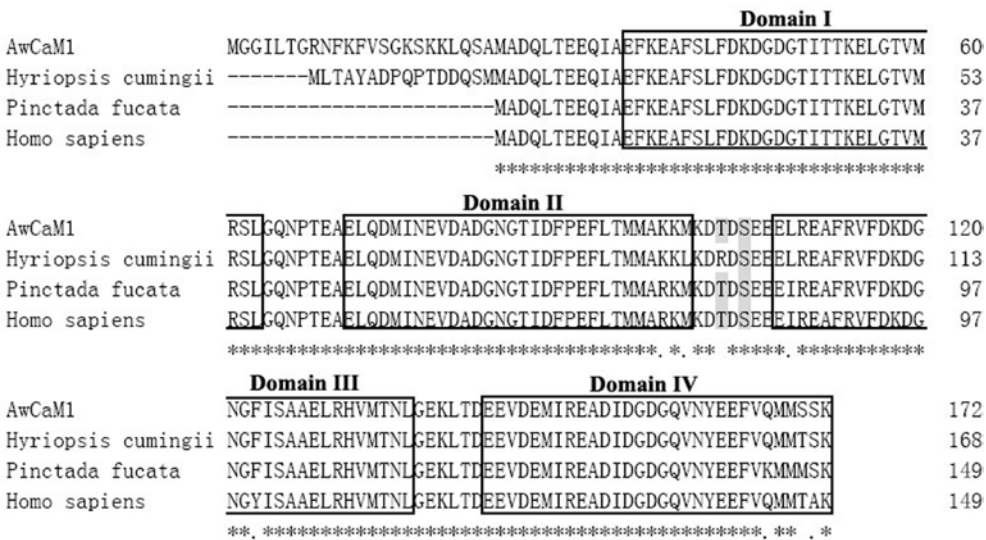 Domain I
AwCaM1 MGGILTGRNFKFVSGKSKKLQSAMADQLTEEQIAEFKEAFSLFDKDGDGTITTKELGTVM 60
Hyriopsis cumingii -------MLTAYADPQPTDDQSMMADQLTEEQIAEFKEAFSLFDKDGDGTITTKELGTVM 53
Pinctada fucata -----------------------MADQLTEEQIAEFKEAFSLFDKDGDGTITTKELGTVM 37
Homo sapiens -----------------------MADQLTEEQIAEFKEAFSLFDKDGDGTITTKELGTVM 37
*************************************
Domain II
AwCaM1 RSLGQNPTEAELQDMINEVDADGNGTIDFPEFLTMMAKKMKDTDSEEELREAFRVFDKDG 120
Hyriopsis cumingii RSLGQNPTEAELQDMINEVDADGNGTIDFPEFLTMMAKKLKDRDSEEELREAFRVFDKDG 113
Pinctada fucata RSLGQNPTEAELQDMINEVDADGNGTIDFPEFLTMMARKMKDTDSEEEIREAFRVFDKDG 97
Homo sapiens RSLGQNPTEAELQDMINEVDADGNGTIDFPEFLTMMARKMKDTDSEEEIREAFRVFDKDG 97
*************************************.*.** *****.***********
Domain III Domain IV
AwCaM1 NGFISAAELRHVMTNLGEKLTDEEVDEMIREADIDGDGQVNYEEFVQMMSSK 172
Hyriopsis cumingii NGFISAAELRHVMTNLGEKLTDEEVDEMIREADIDGDGQVNYEEFVQMMTSK 168
Pinctada fucata NGFISAAELRHVMTNLGEKLTDEEVDEMIREADIDGDGQVNYEEFVKMMMSK 149
Homo sapiens NGYISAAELRHVMTNLGEKLTDEEVDEMIREADIDGDGQVNYEEFVQMMTAK 149
**.*******************************************.** .*